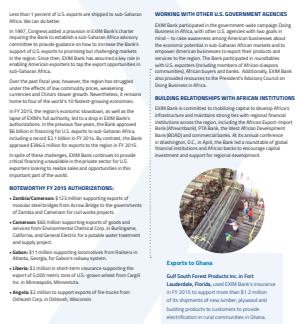 Less than 1 percent of U.S. exports are shipped to sub-Saharan
Africa. We can do better.
In 1997, Congress added a provision in EXIM Bank's charter
requiring the Bank to establish a sub-Saharan Africa advisory
committee to provide guidance on how to increase the Bank's
support of U.S. exports to promising but challenging markets
in the region. Since then, EXIM Bank has assumed a key role in
enabling American exporters to tap the export opportunities in
sub-Saharan Africa.
Over the past fiscal year, however, the region has struggled
under the effects of low commodity prices, weakening
currencies and China's slower growth. Nevertheless, it remains
home to four of the world's 10 fastest-growing economies.
In FY 2015, the region's economic slowdown, as well as the
lapse of EXIM's full authority, led to a drop in EXIM Bank's
authorizations. In the previous five years, the Bank approved
$6 billion in financing for U.S. exports to sub-Saharan Africa,
including a record $2.1 billion in FY 2014. By contrast, the Bank
approved $396.5 million for exports to the region in FY 2015.
In spite of these challenges, EXIM Bank continues to provide
critical financing unavailable in the private sector for U.S.
exporters looking to realize sales and opportunities in this
important part of the world.
NOTEWORTHY FY 2015 AUTHORIZATIONS:
• Zambia/Cameroon: $123 million supporting exports of
modular steel bridges from Acrow Bridge to the governments
of Zambia and Cameroon for civil works projects.
• Cameroon: $60 million supporting exports of goods and
services from Environmental Chemical Corp. in Burlingame,
California, and General Electric for a potable water treatment
and supply project.
• Gabon: $11 million supporting locomotives from Railserv in
Atlanta, Georgia, for Gabon's railway system.
• Liberia: $2 million in short-term insurance supporting the
export of 5,000 metric tons of U.S.-grown wheat from Cargill
Inc. in Minneapolis, Minnesota.
• Angola: $2 million to support exports of fire trucks from
Oshkosh Corp. in Oshkosh, Wisconsin.
WORKING WITH OTHER U.S. GOVERNMENT AGENCIES
EXIM Bank participated in the government-wide campaign Doing
Business in Africa, with other U.S. agencies with two goals in
mind – to raise awareness among American businesses about
the economic potential in sub-Saharan African markets and to
empower American businesses to export their products and
services to the region. The Bank participated in roundtables
with U.S. exporters (including members of African diaspora
communities), African buyers and banks. Additionally, EXIM Bank
also provided resources to the President's Advisory Council on
Doing Business in Africa.
BUILDING RELATIONSHIPS WITH AFRICAN INSTITUTIONS
EXIM Bank is committed to mobilizing capital to develop Africa's
infrastructure and maintains strong ties with regional financial
institutions across the region, including the African Export-Import
Bank (Afreximbank), PTA Bank, the West African Development
Bank (BOAD) and commercial banks. At its annual conference
in Washington, D.C., in April, the Bank led a roundtable of global
financial institutions and African banks to encourage capital
investment and support for regional development.
Exports to Ghana
Gulf South Forest Products Inc. in Fort
Lauderdale, Florida, used EXIM Bank's insurance
in FY 2015 to support more than $1.2 million
of its shipments of new lumber, plywood and
building products to customers to provide
electrification in rural communities in Ghana.